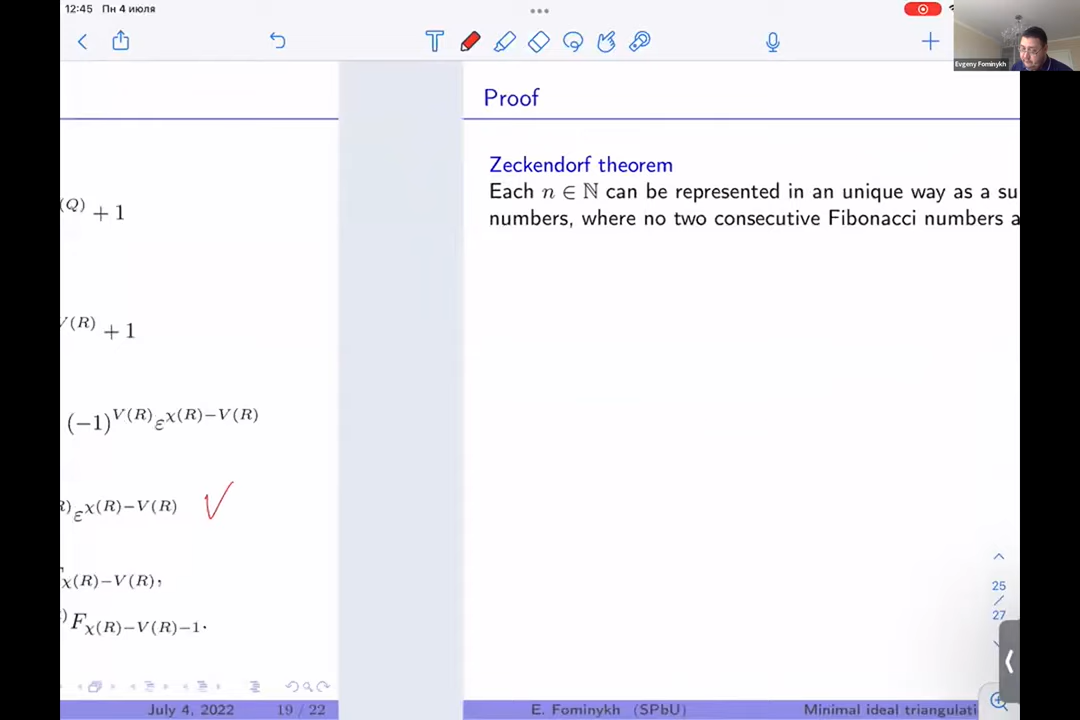 12:45 Пн 4 июля
Evgeny Fominykh
(Q) + 1
V(R) + 1
(−1)^{V(R)} ε^{χ(R)−V(R)}
ε^{χ(R)−V(R)} √
χ(R)−V(R),
F_{χ(R)−V(R)−1}.
July 4, 2022 19 / 22
Proof
Zeckendorf theorem
Each n ∈ ℕ can be represented in an unique way as a su
numbers, where no two consecutive Fibonacci numbers a
25
/
27
E. Fominykh (SPbU) Minimal ideal triangulati